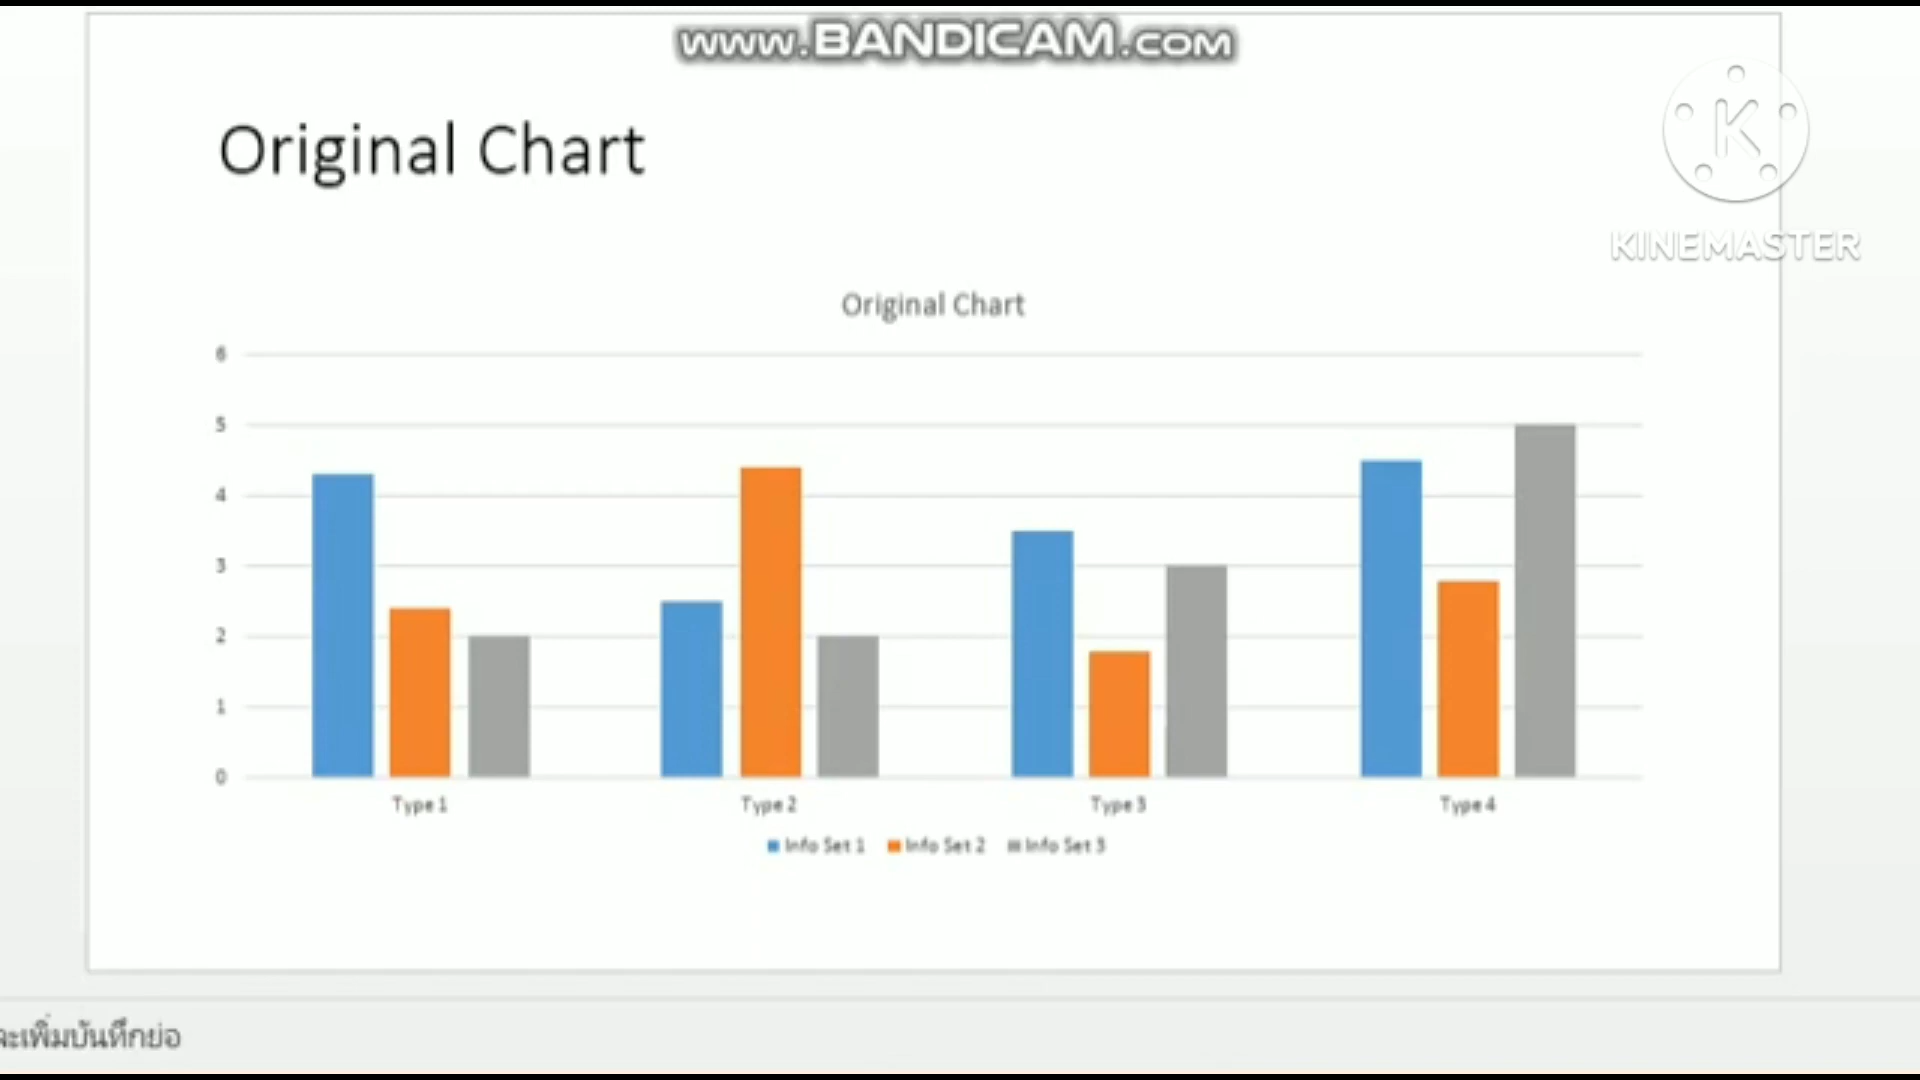 www.BANDICAM.com
K
KINEMASTER
Original Chart
Original Chart
6
5
4
3
2
1
0
Type 1
Type 2
Type 3
Type 4
Info Set 1
Info Set 2
Info Set 3
ะเพิ่มบันทึกย่อ